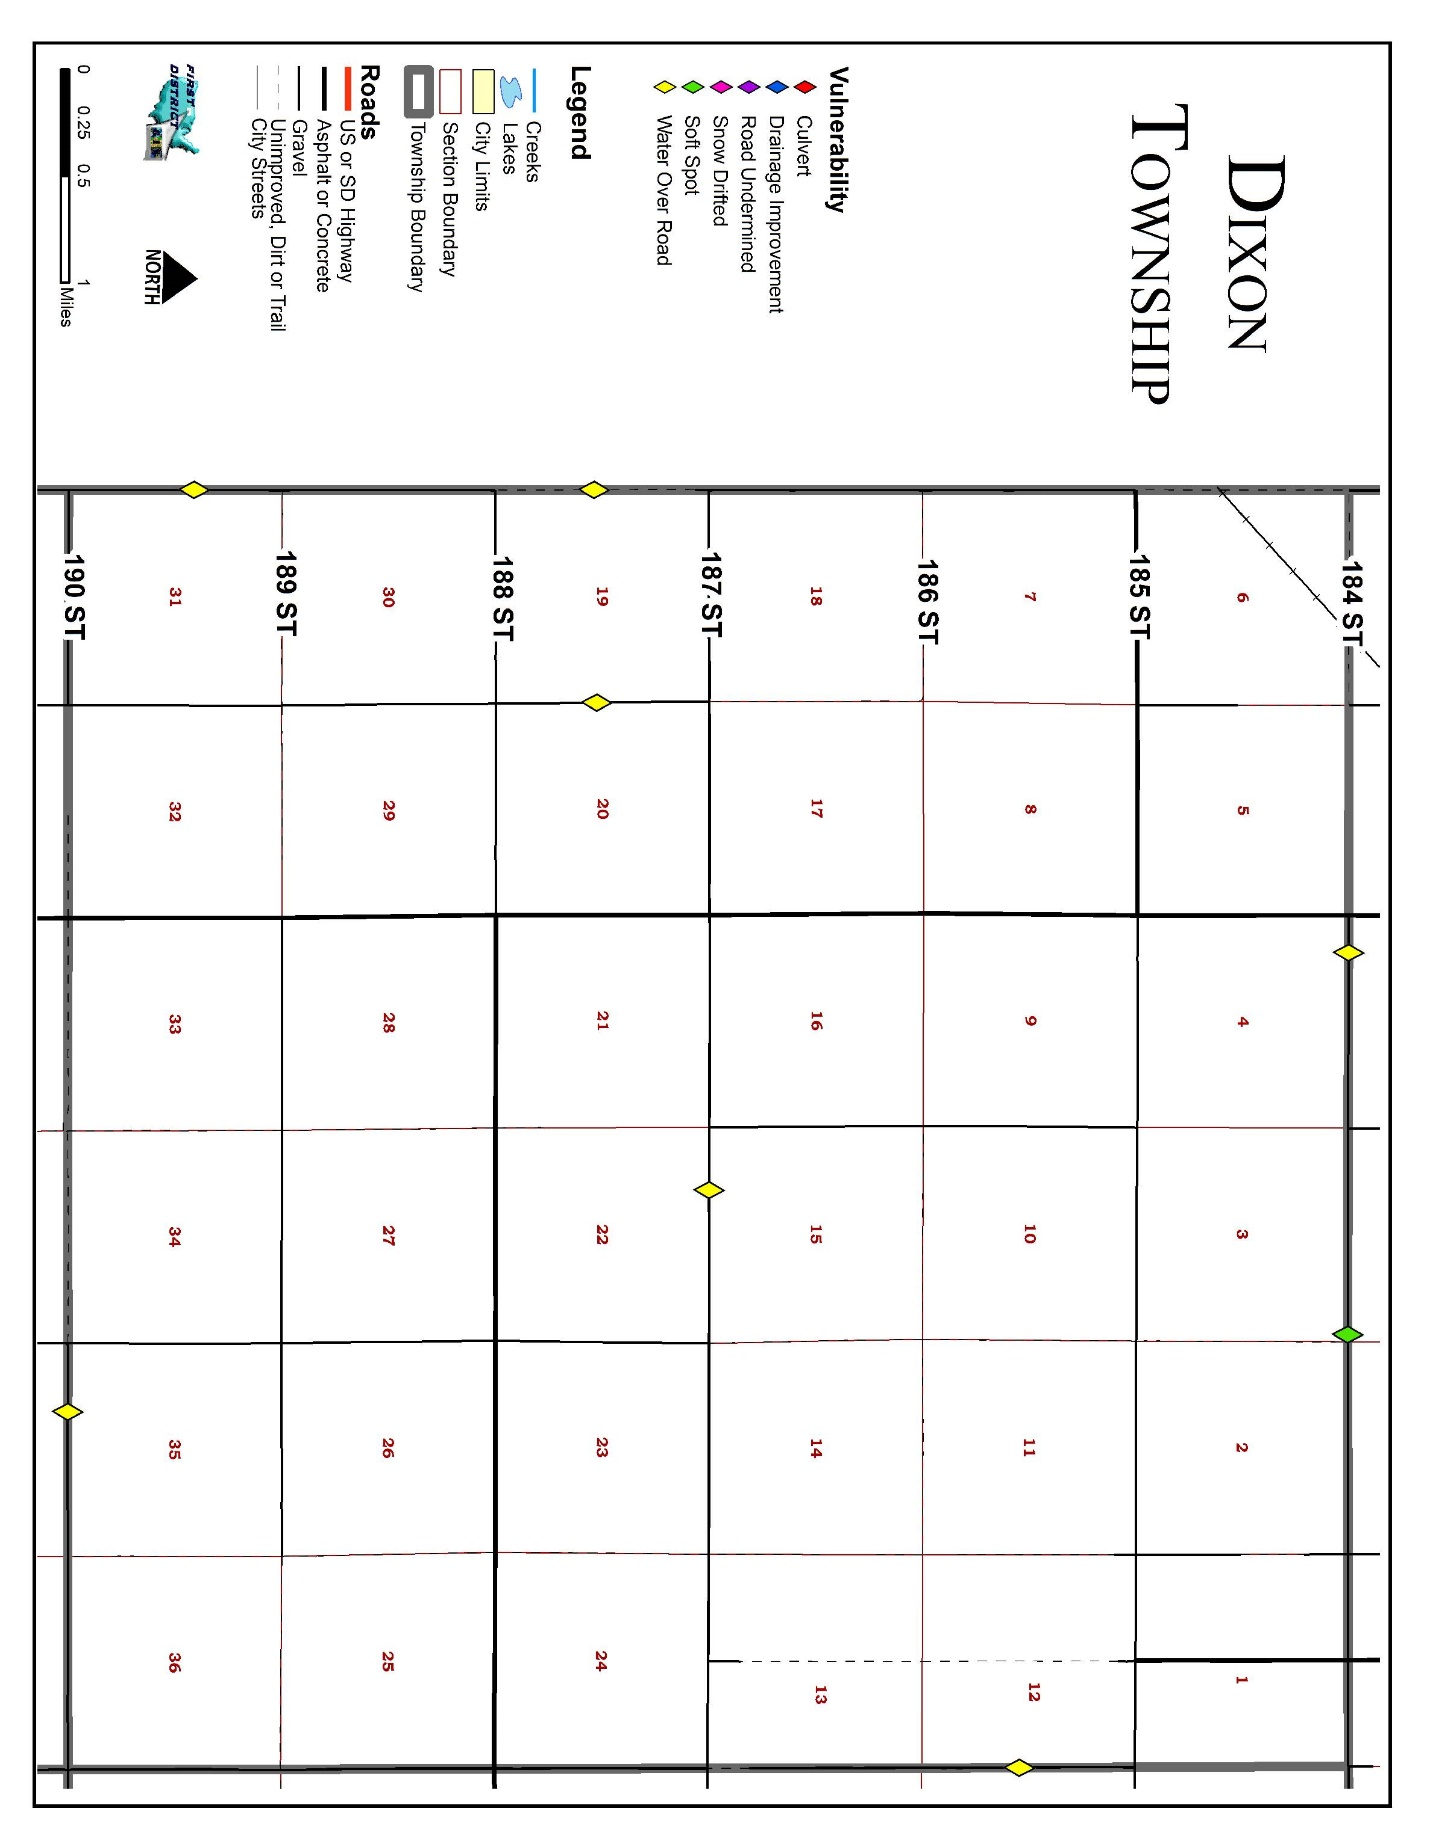 DIXON
TOWNSHIP
Vulnerability
Culvert
Drainage Improvement
Road Undermined
Snow Drifted
Soft Spot
Water Over Road
Legend
Creeks
Lakes
City Limits
Section Boundary
Township Boundary
Roads
US or SD Highway
Asphalt or Concrete
Gravel
Unimproved, Dirt or Trail
City Streets
FIRST
DISTRICT
NORTH
0 0.25 0.5 1
Miles
184 ST
6 5 4 3 2 1
185 ST
7 8 9 10 11 12
186 ST
18 17 16 15 14 13
187 ST
19 20 21 22 23 24
188 ST
30 29 28 27 26 25
189 ST
31 32 33 34 35 36
190 ST